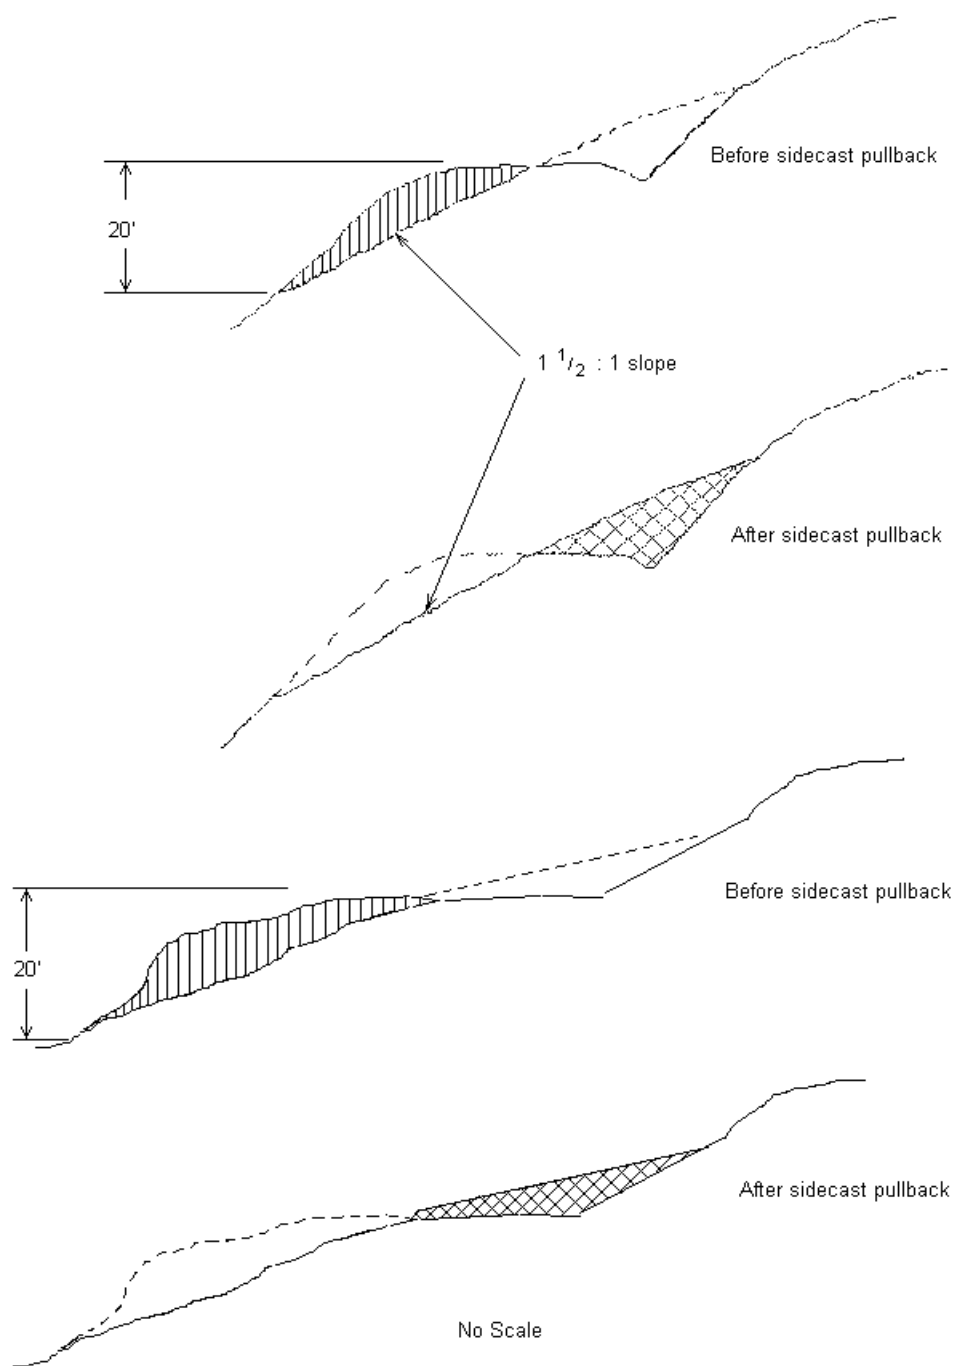 Before sidecast pullback
20'
1 1/2 : 1 slope
After sidecast pullback
Before sidecast pullback
20'
After sidecast pullback
No Scale